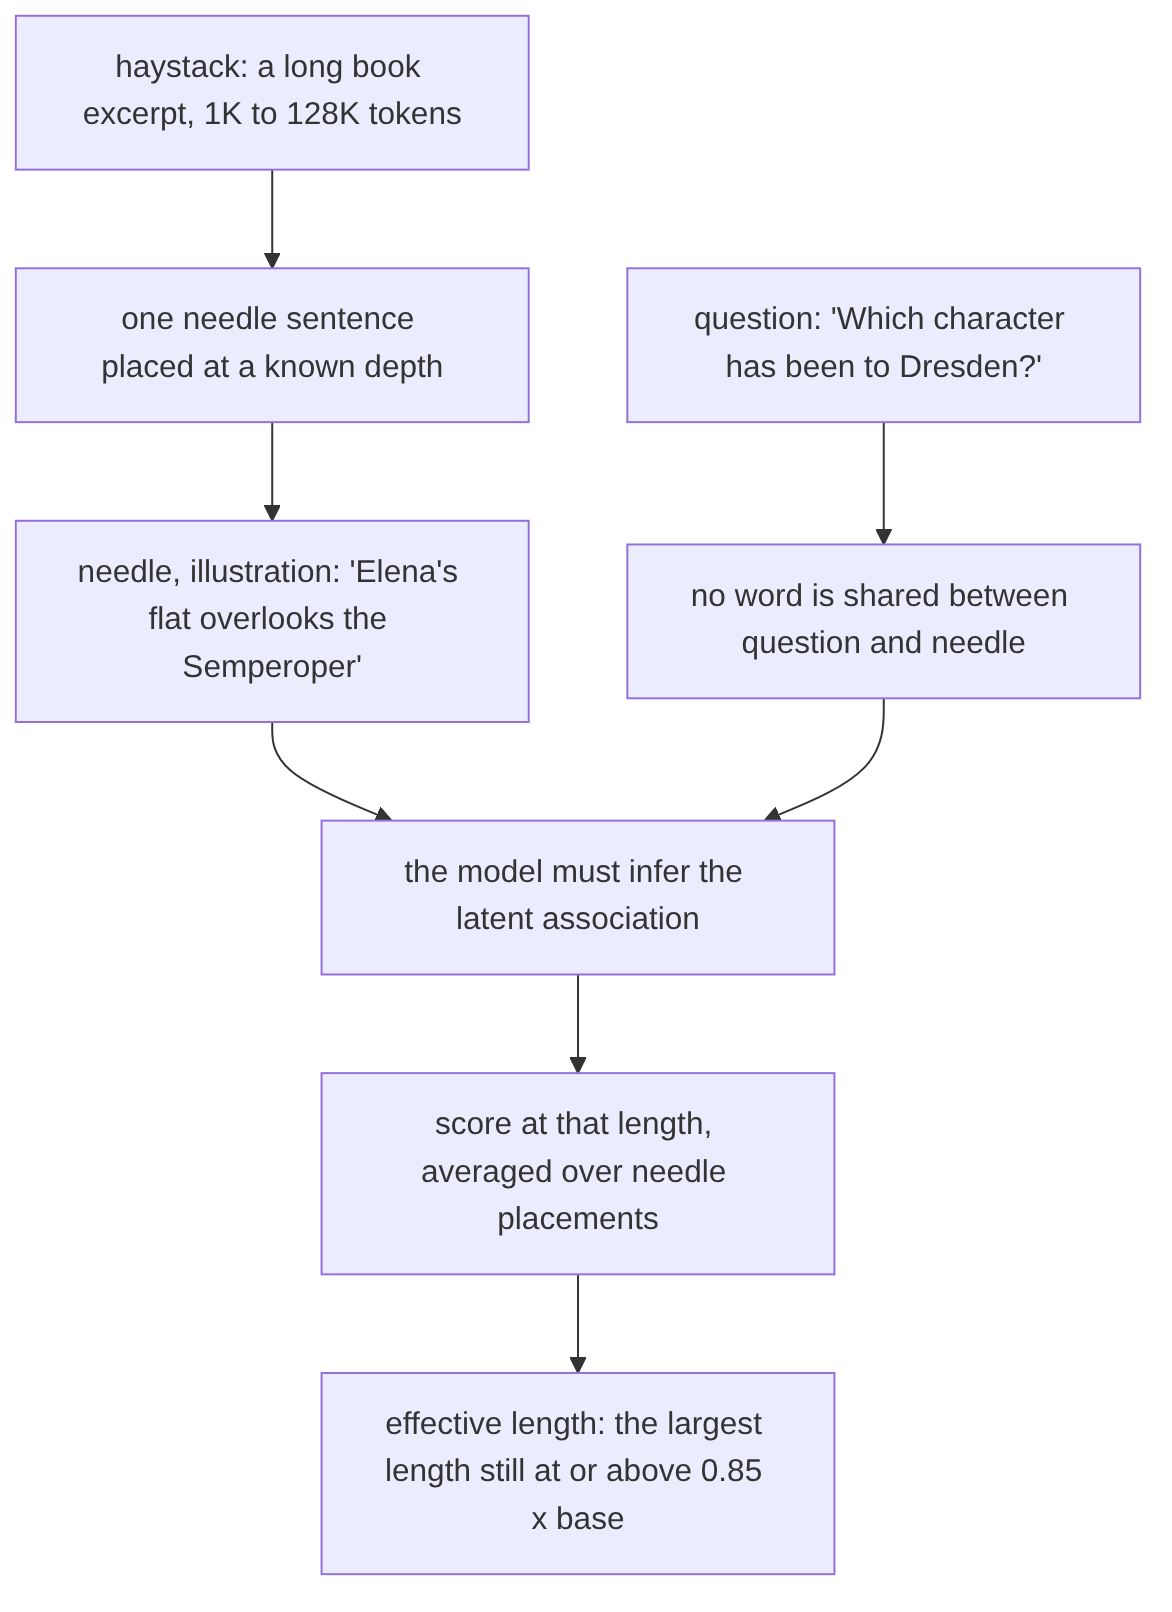 haystack: a long book
excerpt, 1K to 128K tokens
one needle sentence
placed at a known depth
question: 'Which character
has been to Dresden?'
needle, illustration: 'Elena's
flat overlooks the
Semperoper'
no word is shared between
question and needle
the model must infer the
latent association
score at that length,
averaged over needle
placements
effective length: the largest
length still at or above 0.85
x base